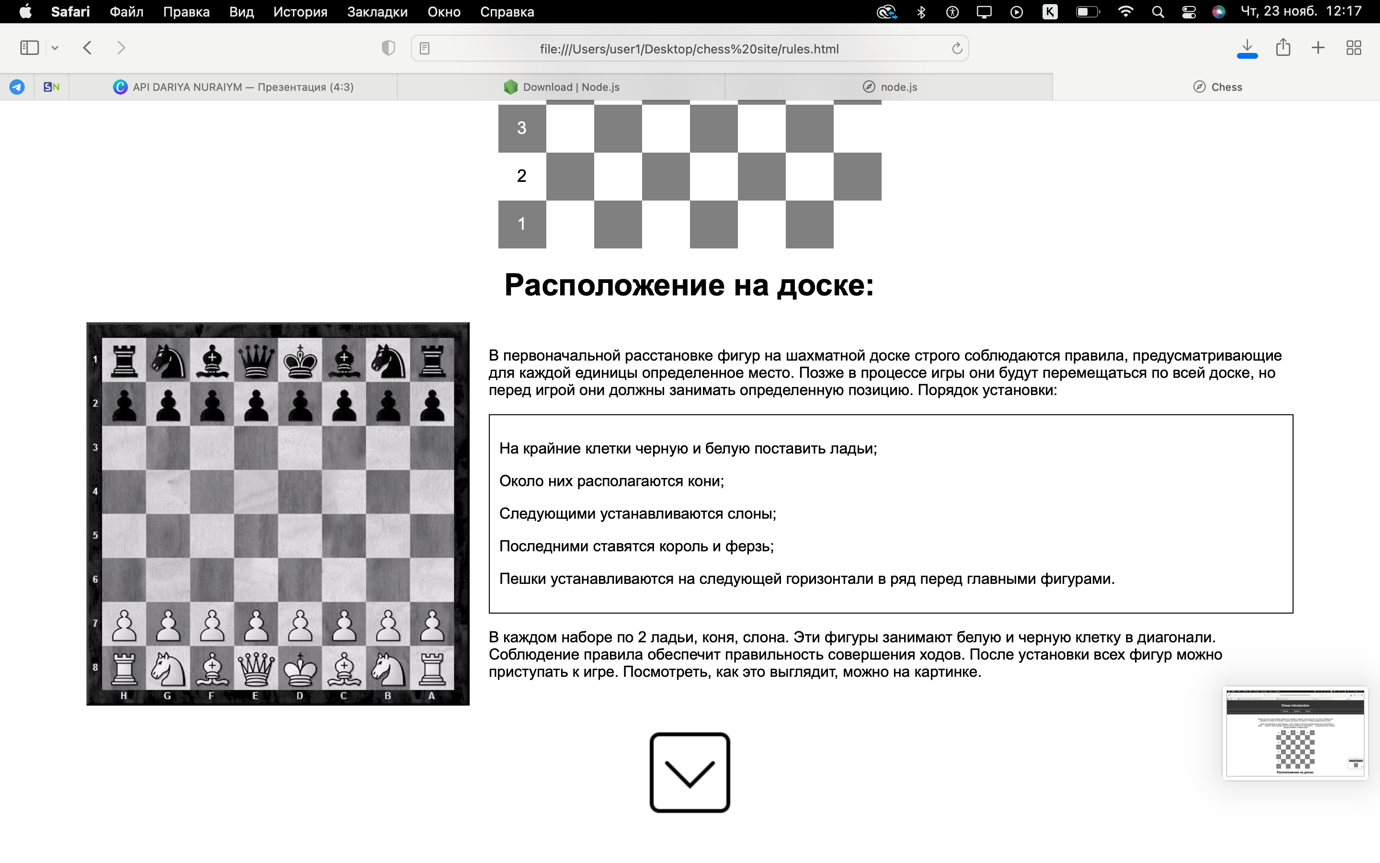 Safari Файл Правка Вид История Закладки Окно Справка K Чт, 23 нояб. 12:17
file:///Users/user1/Desktop/chess%20site/rules.html
SN API DARIYA NURAIYM — Презентация (4:3) Download | Node.js node.js Chess
3
2
1
Расположение на доске:
1
2
3
4
5
6
7
8
H G F E D C B A
В первоначальной расстановке фигур на шахматной доске строго соблюдаются правила, предусматривающие
для каждой единицы определенное место. Позже в процессе игры они будут перемещаться по всей доске, но
перед игрой они должны занимать определенную позицию. Порядок установки:
На крайние клетки черную и белую поставить ладьи;
Около них располагаются кони;
Следующими устанавливаются слоны;
Последними ставятся король и ферзь;
Пешки устанавливаются на следующей горизонтали в ряд перед главными фигурами.
В каждом наборе по 2 ладьи, коня, слона. Эти фигуры занимают белую и черную клетку в диагонали.
Соблюдение правила обеспечит правильность совершения ходов. После установки всех фигур можно
приступать к игре. Посмотреть, как это выглядит, можно на картинке.
Chess introduction
Расположение на доске: